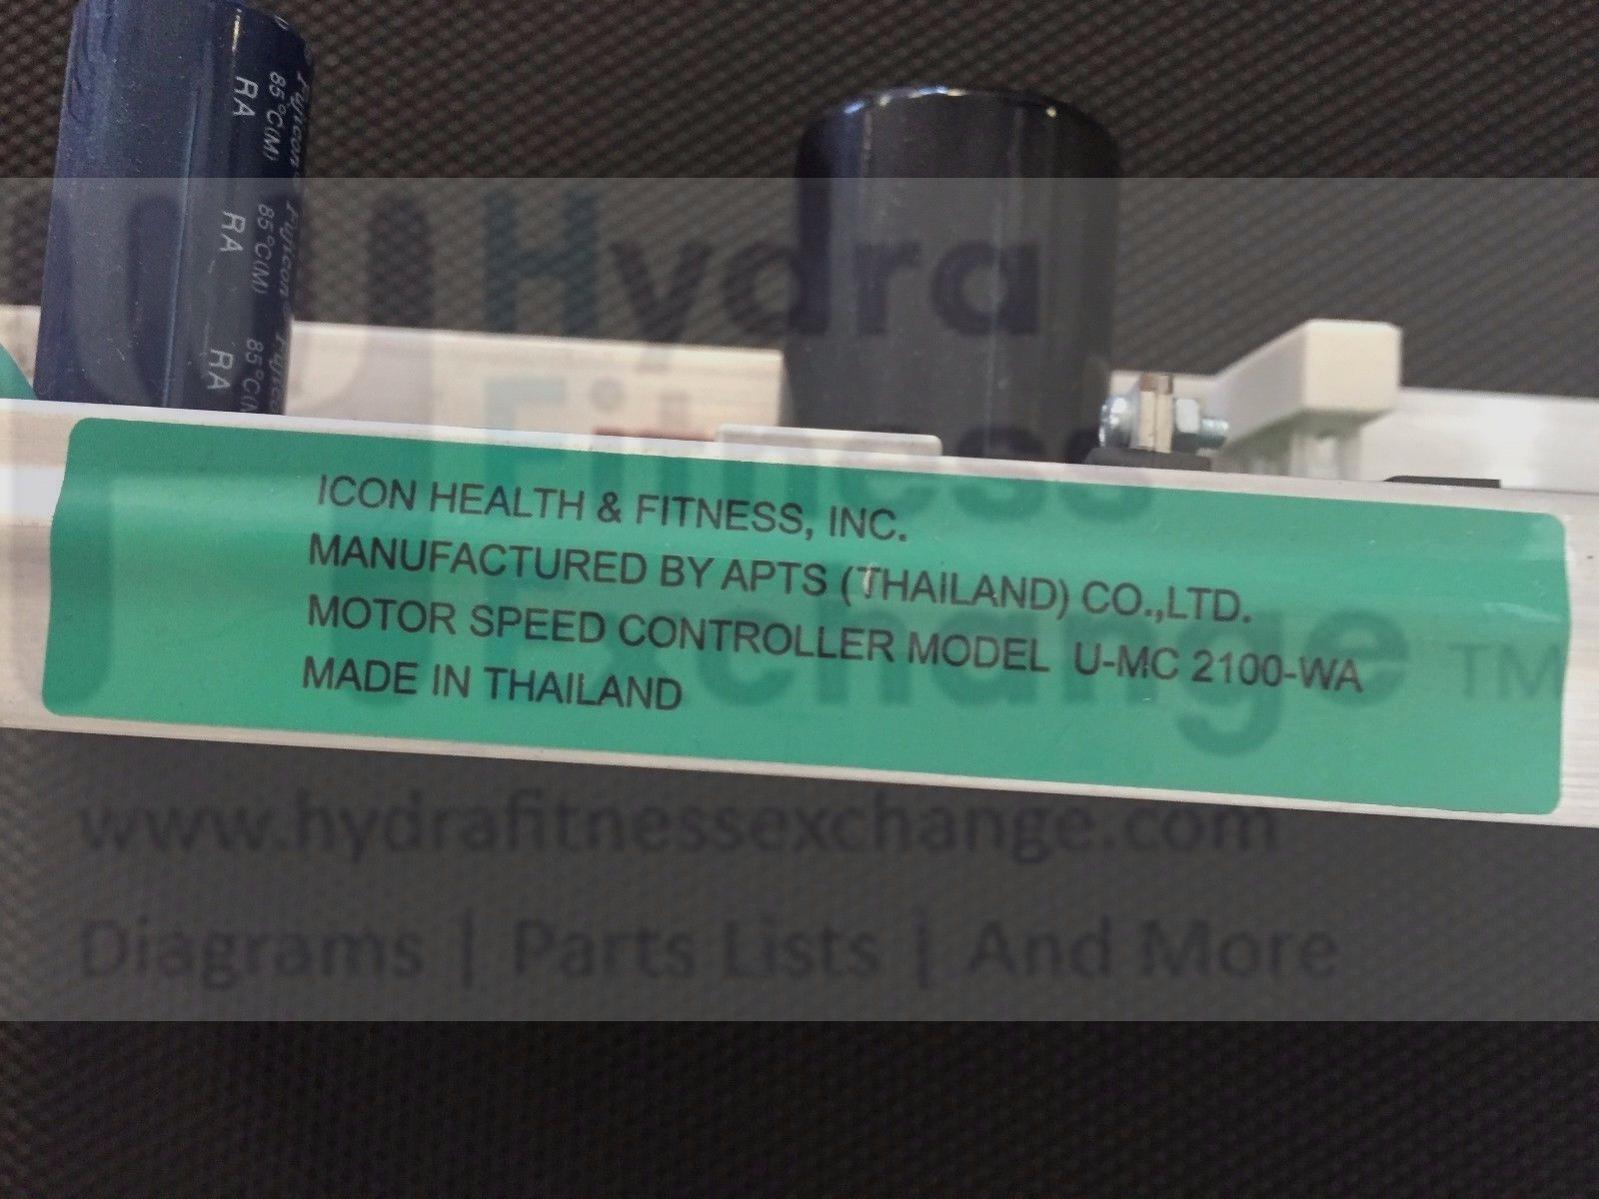 Fujicon Fujicon
85°C(M) 85°C(M) 85°C(M)
RA RA RA
Hydra
Fitness
Exchange TM
ICON HEALTH & FITNESS, INC.
MANUFACTURED BY APTS (THAILAND) CO.,LTD.
MOTOR SPEED CONTROLLER MODEL U-MC 2100-WA
MADE IN THAILAND
www.hydrafitnessexchange.com
Diagrams | Parts Lists | And More